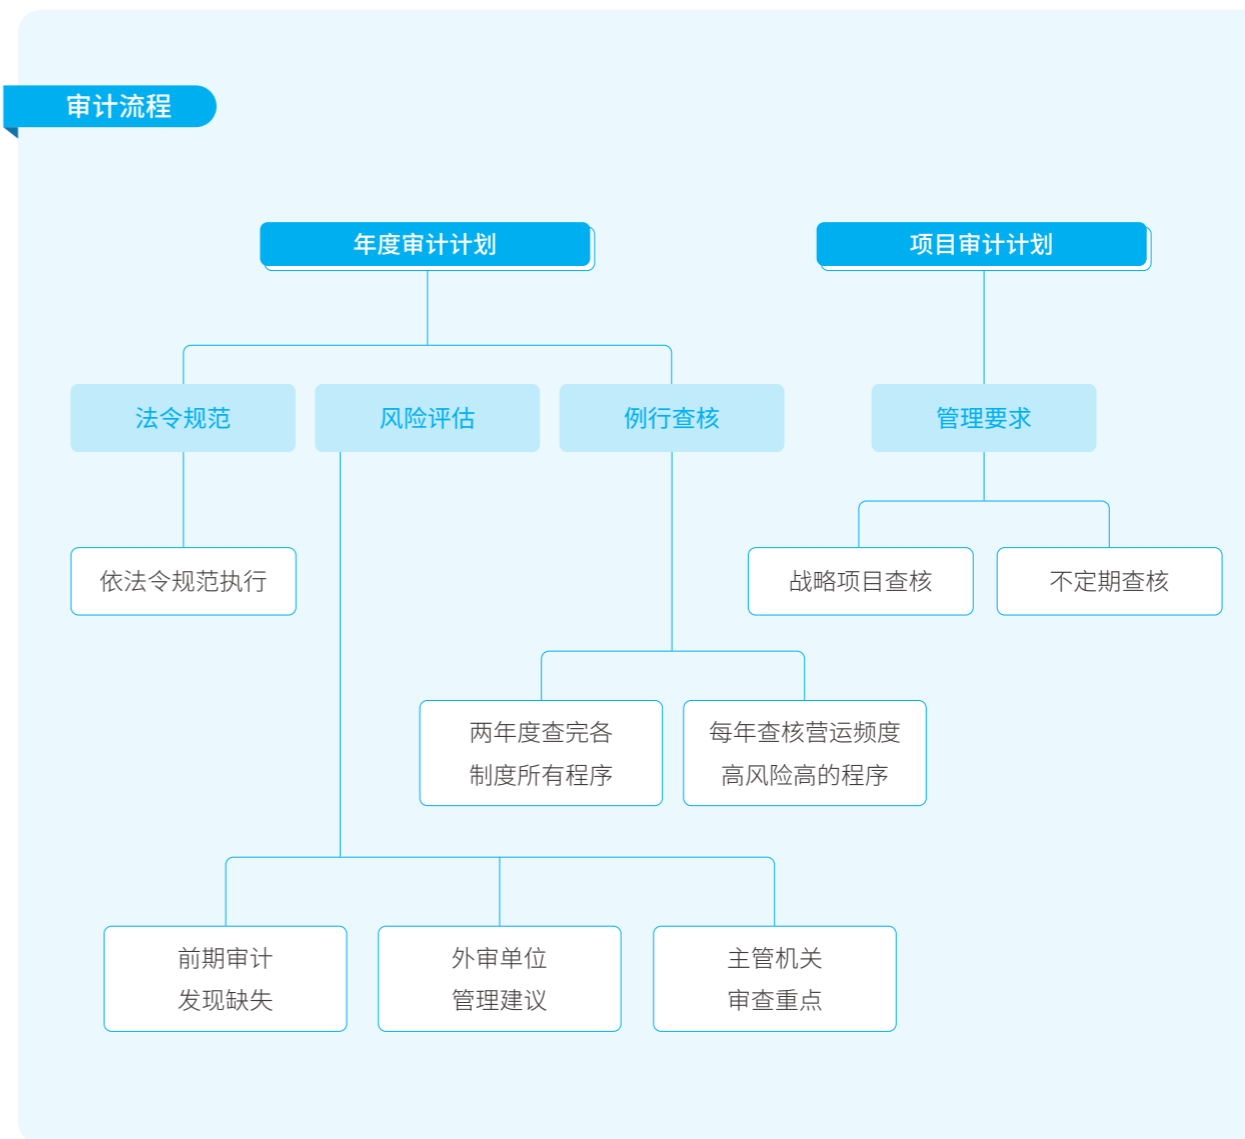 审计流程
年度审计计划
项目审计计划
法令规范
风险评估
例行查核
管理要求
依法令规范执行
战略项目查核
不定期查核
两年度查完各
制度所有程序
每年查核营运频度
高风险高的程序
前期审计
发现缺失
外审单位
管理建议
主管机关
审查重点